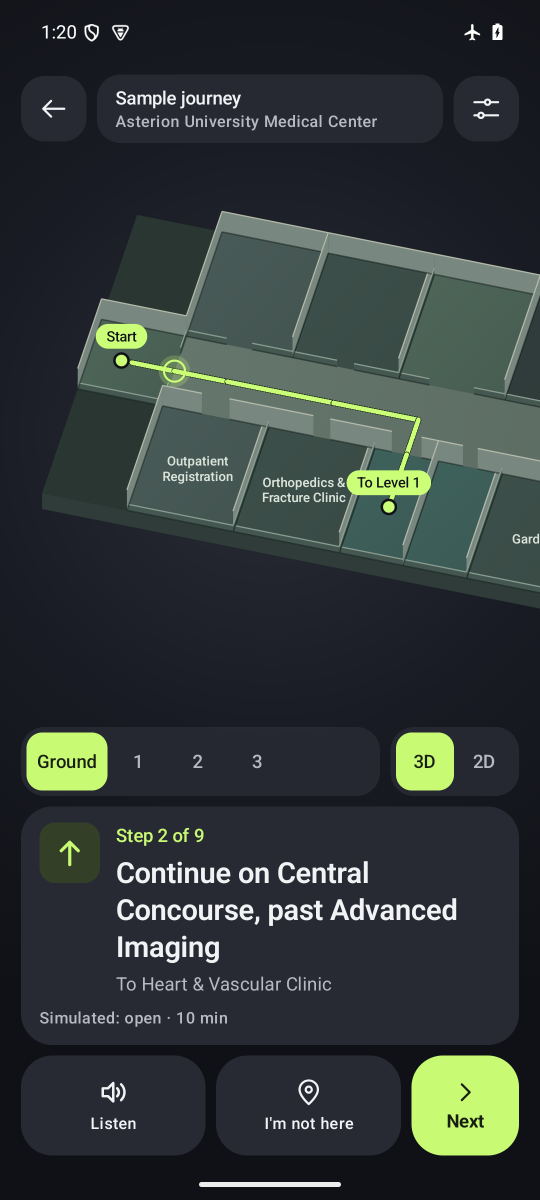 1:20
Sample journey
Asterion University Medical Center
Start
Outpatient
Registration
Orthopedics &
Fracture Clinic
To Level 1
Gard
Ground
1
2
3
3D
2D
Step 2 of 9
Continue on Central
Concourse, past Advanced
Imaging
To Heart & Vascular Clinic
Simulated: open · 10 min
Listen
I'm not here
Next